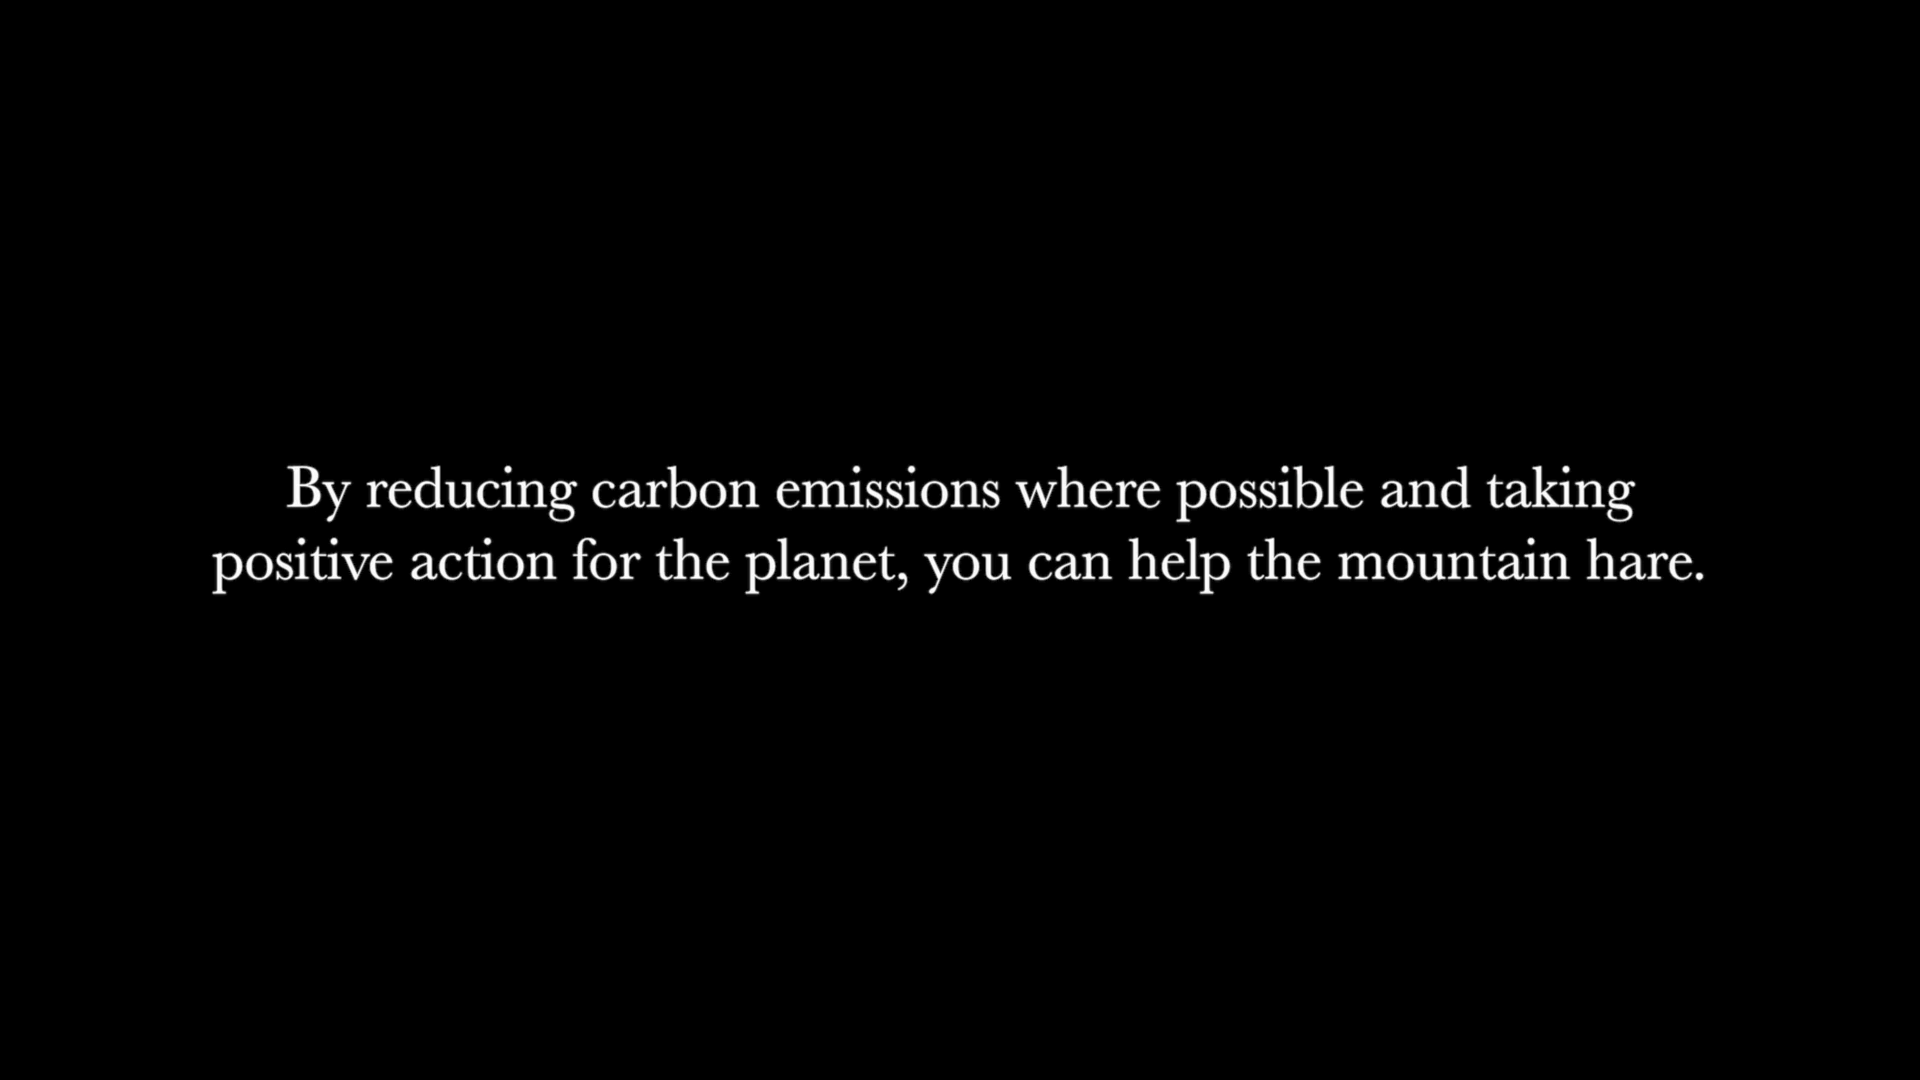 By reducing carbon emissions where possible and taking
positive action for the planet, you can help the mountain hare.